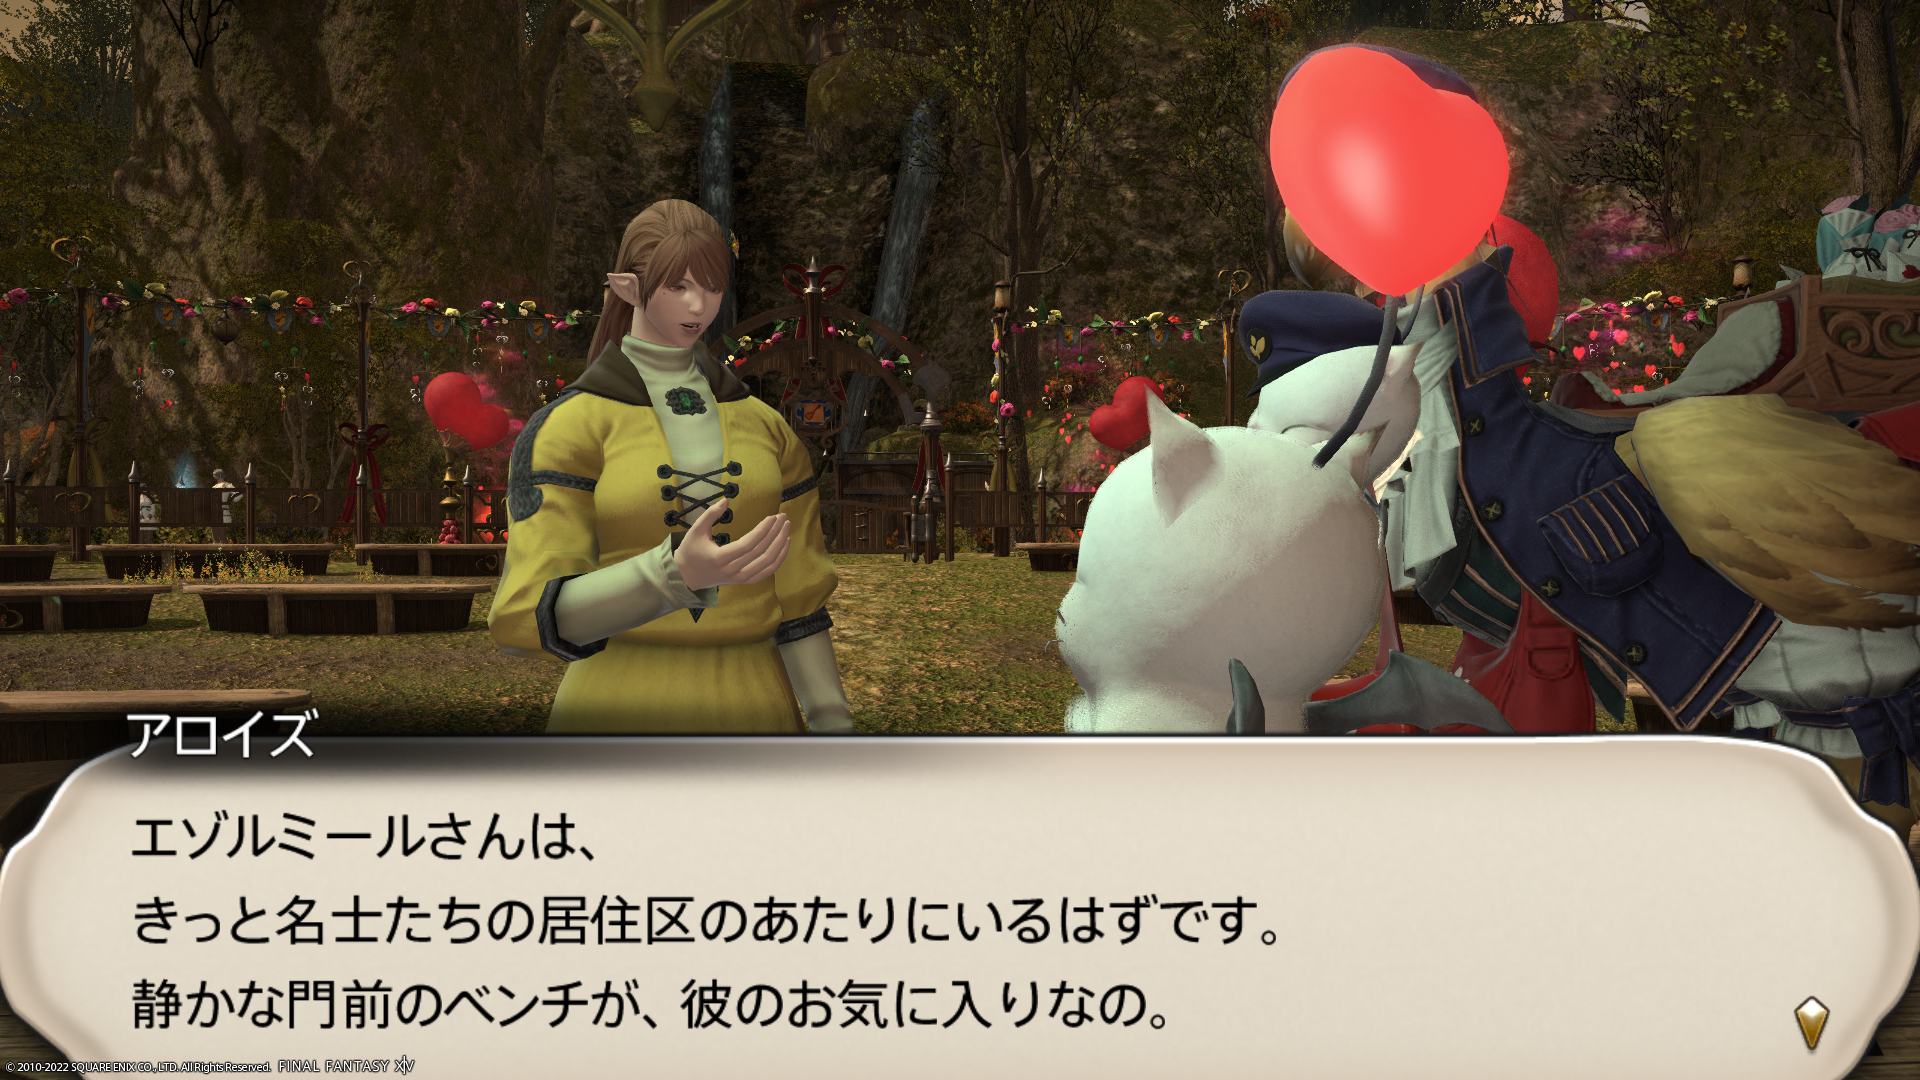 アロイズ
エゾルミールさんは、
きっと名士たちの居住区のあたりにいるはずです。
静かな門前のベンチが、彼のお気に入りなの。
© 2010-2022 SQUARE ENIX CO., LTD. All Rights Reserved. FINAL FANTASY XIV